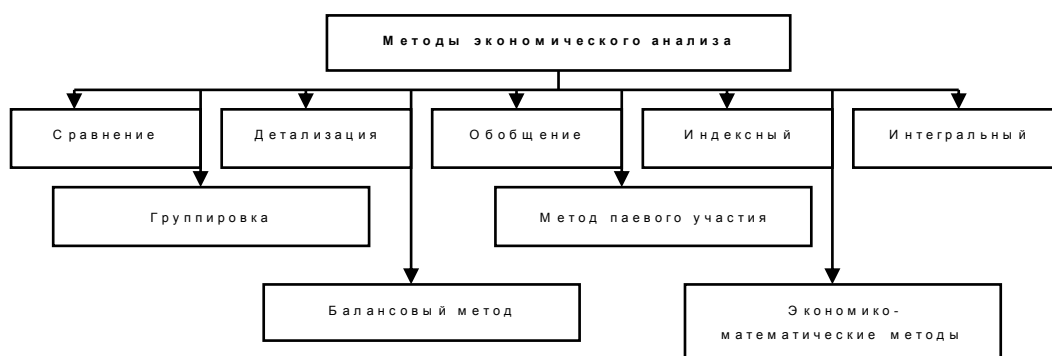 Методы экономического анализа
Сравнение
Детализация
Обобщение
Индексный
Интегральный
Группировка
Метод паевого участия
Балансовый метод
Экономико-
математические методы